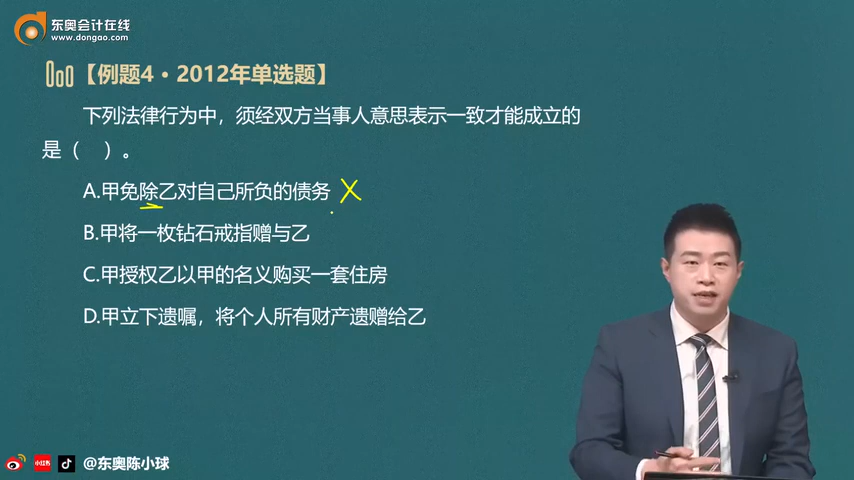 东奥会计在线
www.dongao.com
【例题4·2012年单选题】
下列法律行为中，须经双方当事人意思表示一致才能成立的
是（ ）。
A.甲免除乙对自己所负的债务
B.甲将一枚钻石戒指赠与乙
C.甲授权乙以甲的名义购买一套住房
D.甲立下遗嘱，将个人所有财产遗赠给乙
小红书 @东奥陈小球